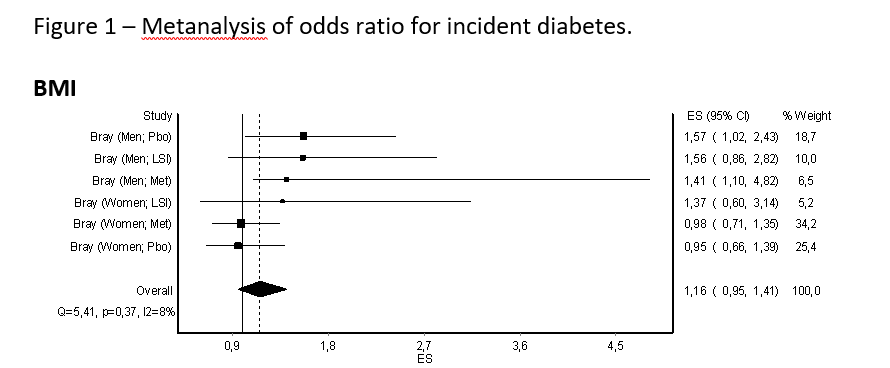 Figure 1 – Metanalysis of odds ratio for incident diabetes.
BMI
Study ES (95% CI) % Weight
Bray (Men; Pbo) 1,57 ( 1,02, 2,43) 18,7
Bray (Men; LSI) 1,56 ( 0,86, 2,82) 10,0
Bray (Men; Met) 1,41 ( 1,10, 4,82) 6,5
Bray (Women; LSI) 1,37 ( 0,60, 3,14) 5,2
Bray (Women; Met) 0,98 ( 0,71, 1,35) 34,2
Bray (Women; Pbo) 0,95 ( 0,66, 1,39) 25,4
Overall 1,16 ( 0,95, 1,41) 100,0
Q=5,41, p=0,37, I2=8%
0,9 1,8 2,7 3,6 4,5
ES